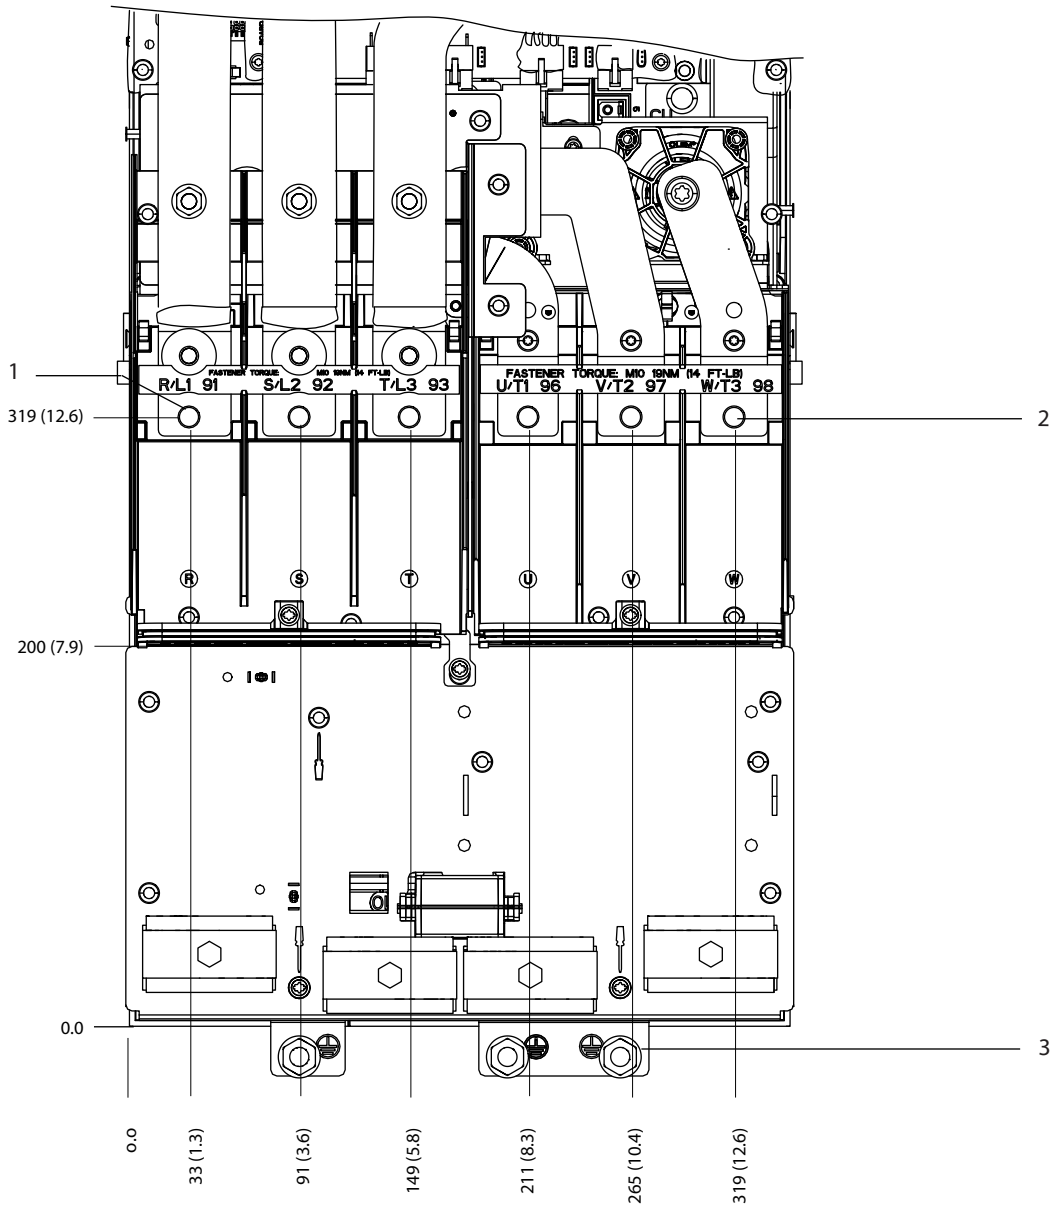 1
FASTENER TORQUE: M10 19NM (14 FT-LB)
R/L1 91 S/L2 92 T/L3 93
FASTENER TORQUE: M10 19NM (14 FT-LB)
U/T1 96 V/T2 97 W/T3 98
319 (12.6)
2
R S T U V W
200 (7.9)
0.0
3
0.0
33 (1.3)
91 (3.6)
149 (5.8)
211 (8.3)
265 (10.4)
319 (12.6)